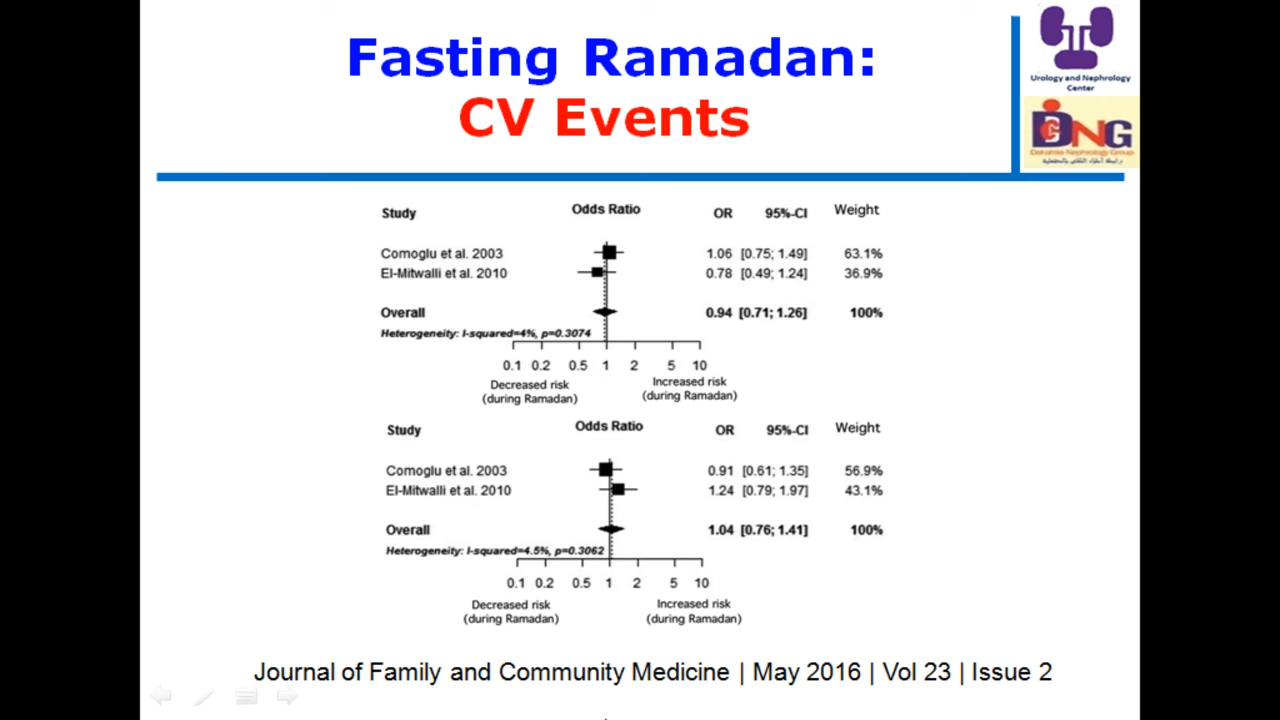 Fasting Ramadan:
CV Events
Urology and Nephrology
Center
DNG
Dakahlia Nephrology Group
Study Odds Ratio OR 95%-CI Weight
Comoglu et al. 2003 1.06 [0.75; 1.49] 63.1%
El-Mitwalli et al. 2010 0.78 [0.49; 1.24] 36.9%
Overall 0.94 [0.71; 1.26] 100%
Heterogeneity: I-squared=4%, p=0.3074
0.1 0.2 0.5 1 2 5 10
Decreased risk Increased risk
(during Ramadan) (during Ramadan)
Study Odds Ratio OR 95%-CI Weight
Comoglu et al. 2003 0.91 [0.61; 1.35] 56.9%
El-Mitwalli et al. 2010 1.24 [0.79; 1.97] 43.1%
Overall 1.04 [0.76; 1.41] 100%
Heterogeneity: I-squared=4.5%, p=0.3062
0.1 0.2 0.5 1 2 5 10
Decreased risk Increased risk
(during Ramadan) (during Ramadan)
Journal of Family and Community Medicine | May 2016 | Vol 23 | Issue 2